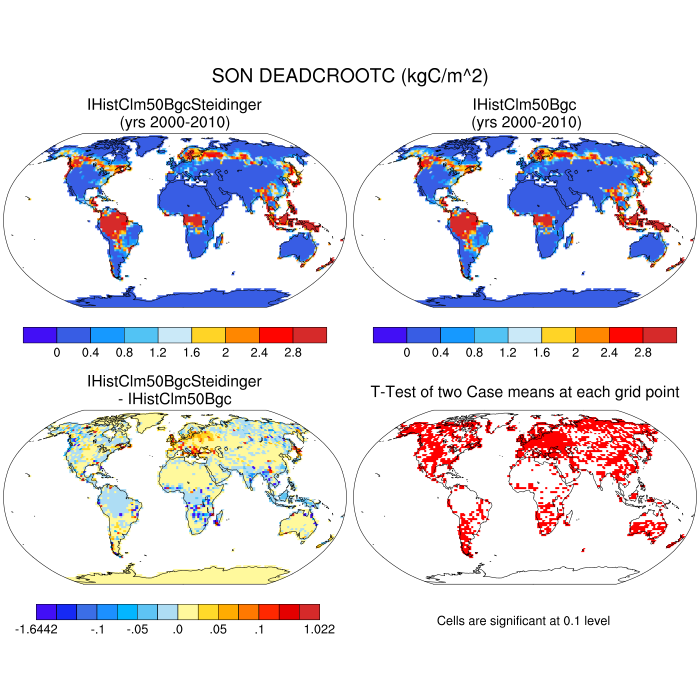 SON DEADCROOTC (kgC/m^2)
IHistClm50BgcSteidinger
(yrs 2000-2010)
IHistClm50Bgc
(yrs 2000-2010)
0 0.4 0.8 1.2 1.6 2 2.4 2.8
0 0.4 0.8 1.2 1.6 2 2.4 2.8
IHistClm50BgcSteidinger
- IHistClm50Bgc
T-Test of two Case means at each grid point
-1.6442 -.1 -.05 .0 .05 .1 1.022
Cells are significant at 0.1 level